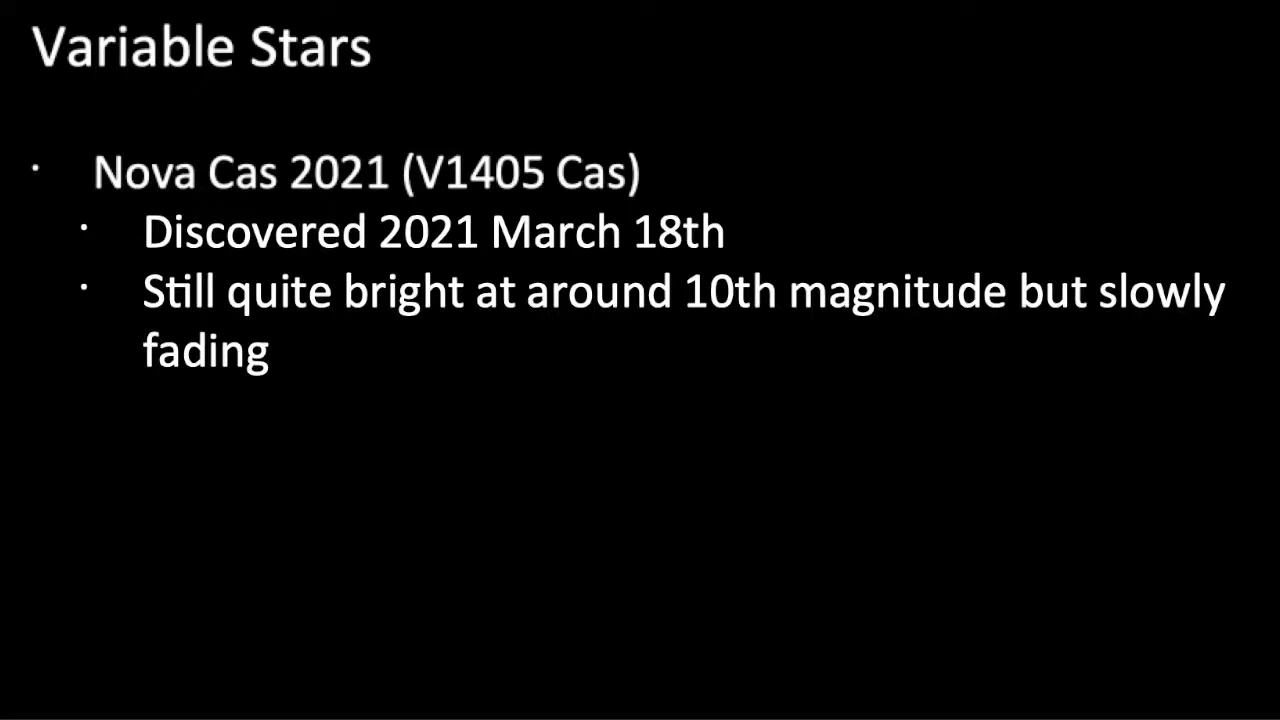 Variable Stars
· Nova Cas 2021 (V1405 Cas)
· Discovered 2021 March 18th
· Still quite bright at around 10th magnitude but slowly
fading